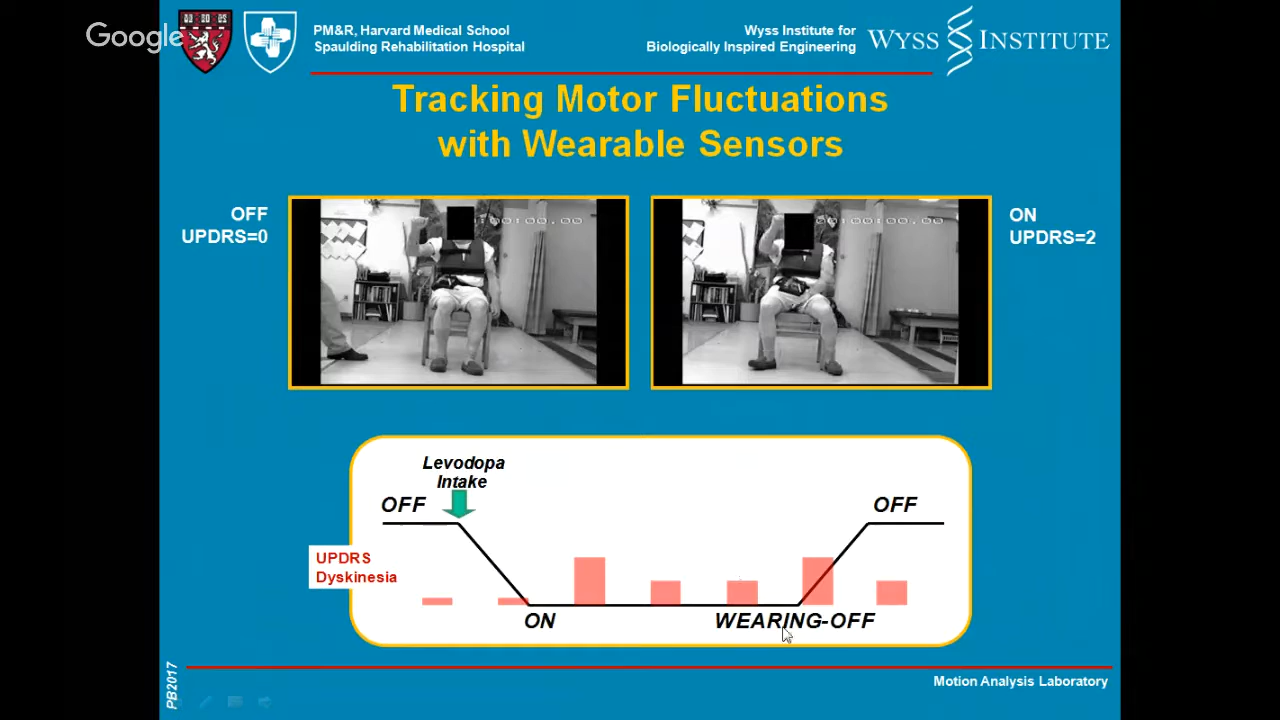 Google
PM&R, Harvard Medical School
Spaulding Rehabilitation Hospital
Wyss Institute for
Biologically Inspired Engineering
WYSS INSTITUTE
Tracking Motor Fluctuations
with Wearable Sensors
OFF
UPDRS=0
ON
UPDRS=2
Levodopa
Intake
OFF
OFF
UPDRS
Dyskinesia
ON
WEARING-OFF
PB2017
Motion Analysis Laboratory